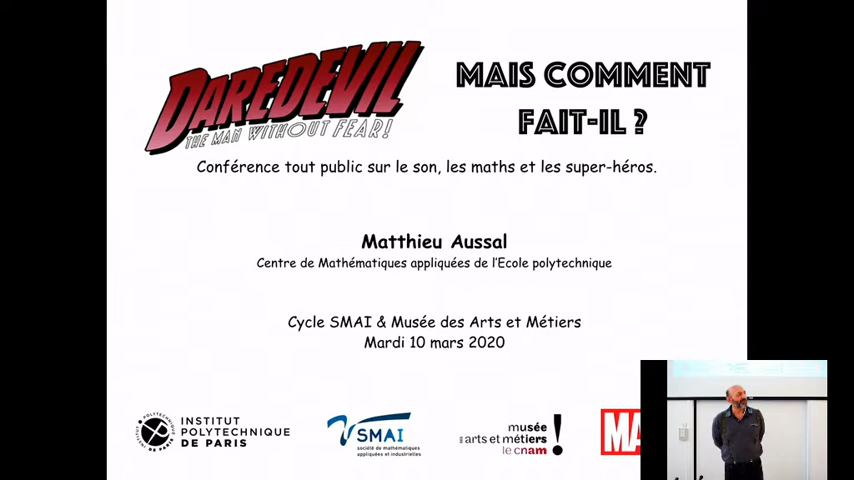 DAREDEVIL
THE MAN WITHOUT FEAR!
MAIS COMMENT
FAIT-IL ?
Conférence tout public sur le son, les maths et les super-héros.
Matthieu Aussal
Centre de Mathématiques appliquées de l'Ecole polytechnique
Cycle SMAI & Musée des Arts et Métiers
Mardi 10 mars 2020
INSTITUT
POLYTECHNIQUE
DE PARIS
SMAI
société de mathématiques
appliquées et industrielles
musée
des arts et métiers
le cnam
!
MA